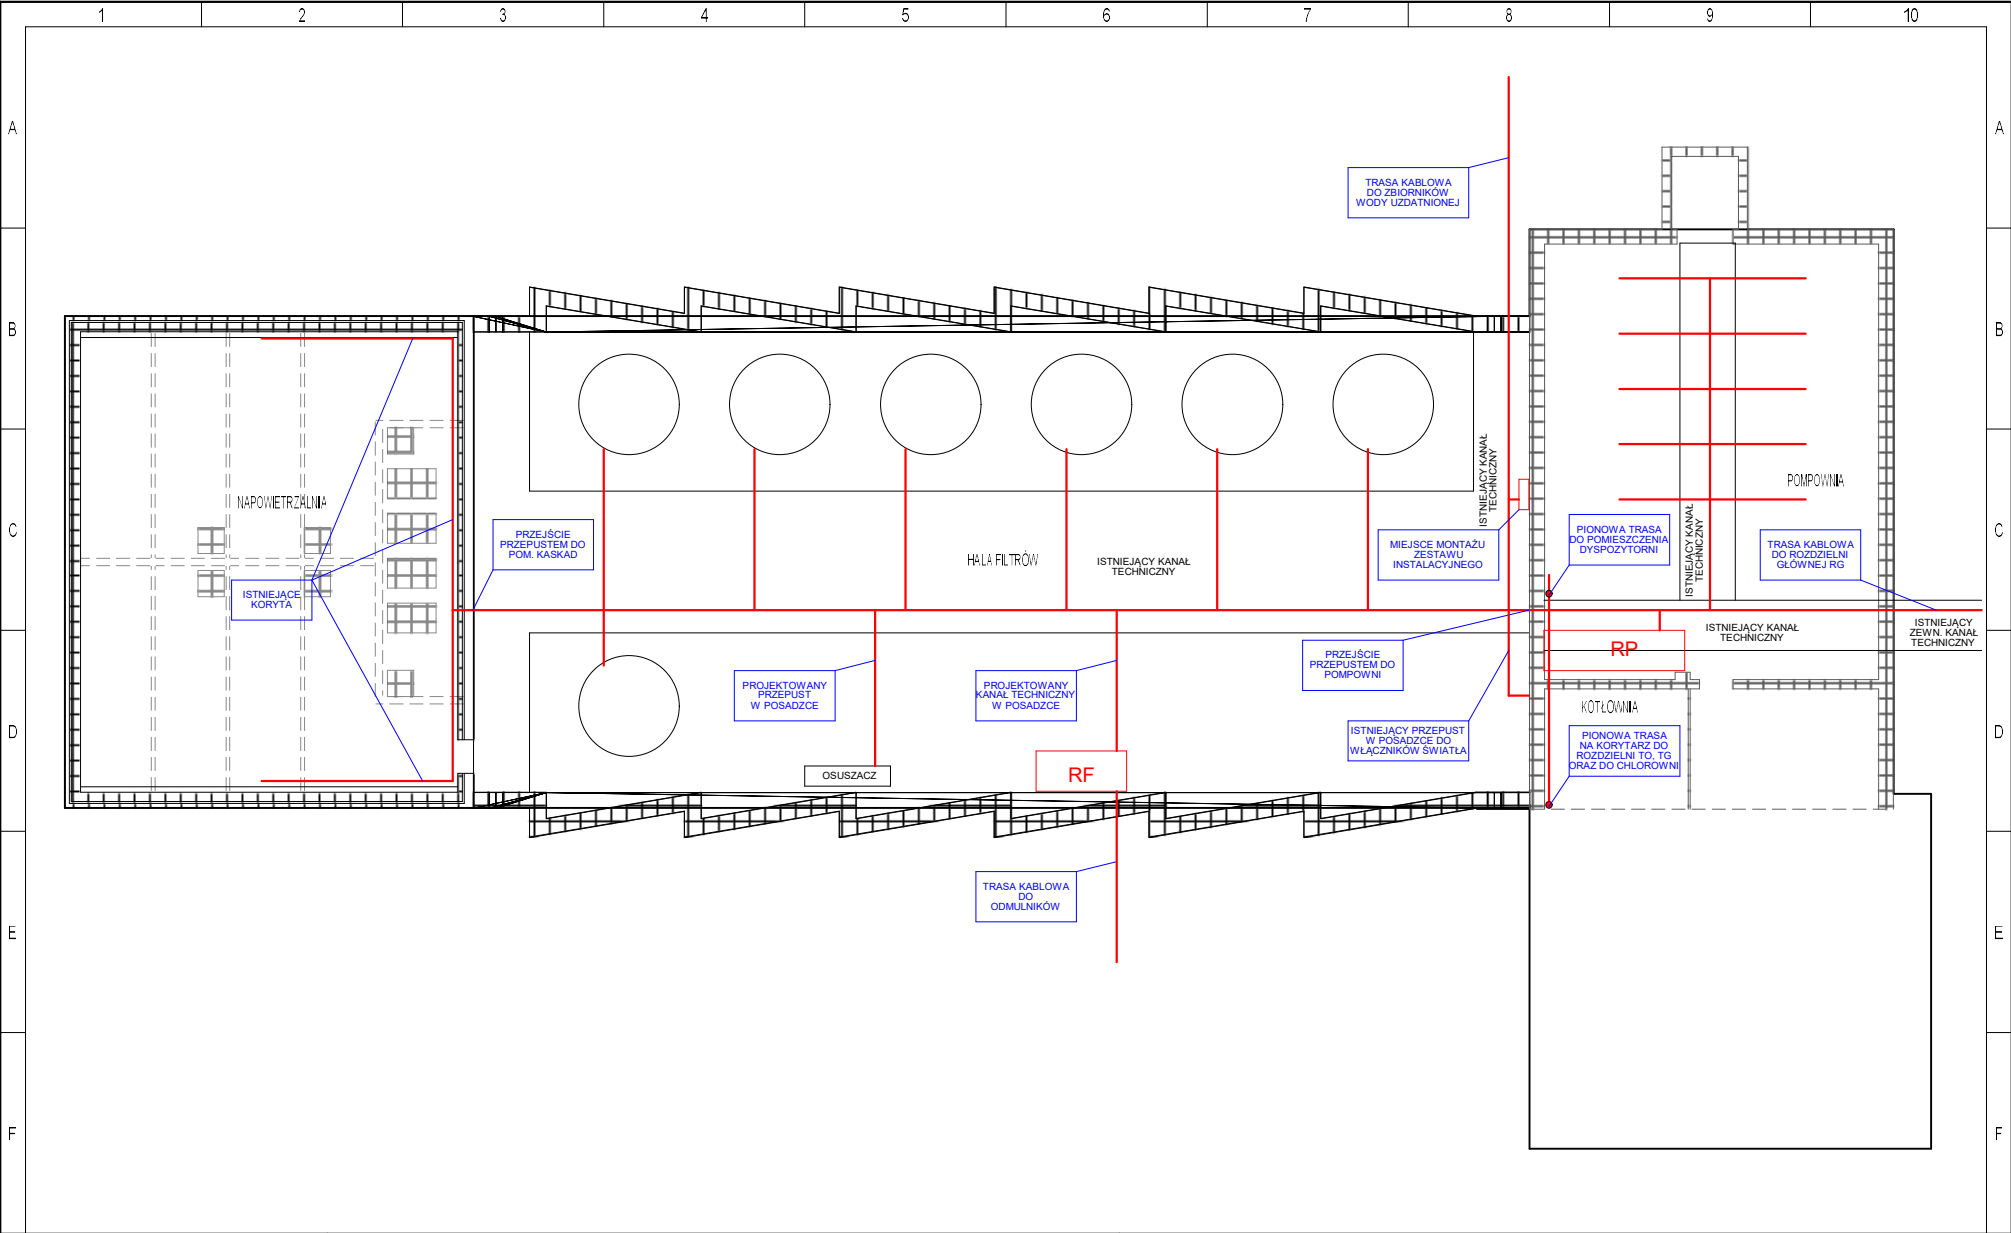 1 2 3 4 5 6 7 8 9 10
A A
TRASA KABLOWA
DO ZBIORNIKÓW
WODY UZDATNIONEJ
B B
ISTNIEJĄCY KANAŁ
TECHNICZNY
POMPOWNIA
NAPOWIETRZALNIA
C C
PRZEJŚCIE
PRZEPUSTEM DO
POM. KASKAD
HALA FILTRÓW
ISTNIEJĄCY KANAŁ
TECHNICZNY
MIEJSCE MONTAŻU
ZESTAWU
INSTALACYJNEGO
PIONOWA TRASA
DO POMIESZCZENIA
DYSPOZYTORNI
ISTNIEJĄCY KANAŁ
TECHNICZNY
TRASA KABLOWA
DO ROZDZIELNI
GŁÓWNEJ RG
ISTNIEJĄCE
KORYTA
ISTNIEJĄCY KANAŁ
TECHNICZNY
ISTNIEJĄCY
ZEWN. KANAŁ
TECHNICZNY
RP
PRZEJŚCIE
PRZEPUSTEM DO
POMPOWNI
PROJEKTOWANY
PRZEPUST
W POSADZCE
PROJEKTOWANY
KANAŁ TECHNICZNY
W POSADZCE
KOTŁOWNIA
D D
ISTNIEJĄCY PRZEPUST
W POSADZCE DO
WŁĄCZNIKÓW ŚWIATŁA
PIONOWA TRASA
NA KORYTARZ DO
ROZDZIELNI TO, TG
ORAZ DO CHLOROWNI
OSUSZACZ
RF
TRASA KABLOWA
DO
ODMULNIKÓW
E E
F F